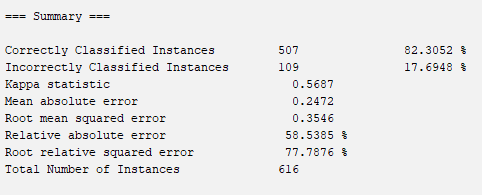 === Summary ===
Correctly Classified Instances 507 82.3052 %
Incorrectly Classified Instances 109 17.6948 %
Kappa statistic 0.5687
Mean absolute error 0.2472
Root mean squared error 0.3546
Relative absolute error 58.5385 %
Root relative squared error 77.7876 %
Total Number of Instances 616